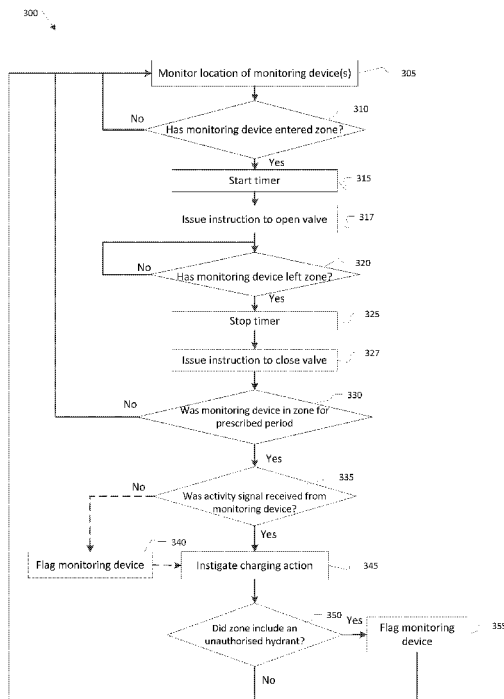 300
Monitor location of monitoring device(s)
305
310
No
Has monitoring device entered zone?
Yes
Start timer
315
Issue instruction to open valve
317
320
No
Has monitoring device left zone?
Yes
Stop timer
325
Issue instruction to close valve
327
330
No
Was monitoring device in zone for
prescribed period
Yes
335
No
Was activity signal received from
monitoring device?
Yes
340
Flag monitoring device
Instigate charging action
345
350
Did zone include an
unauthorised hydrant?
Yes
Flag monitoring
device
355
No